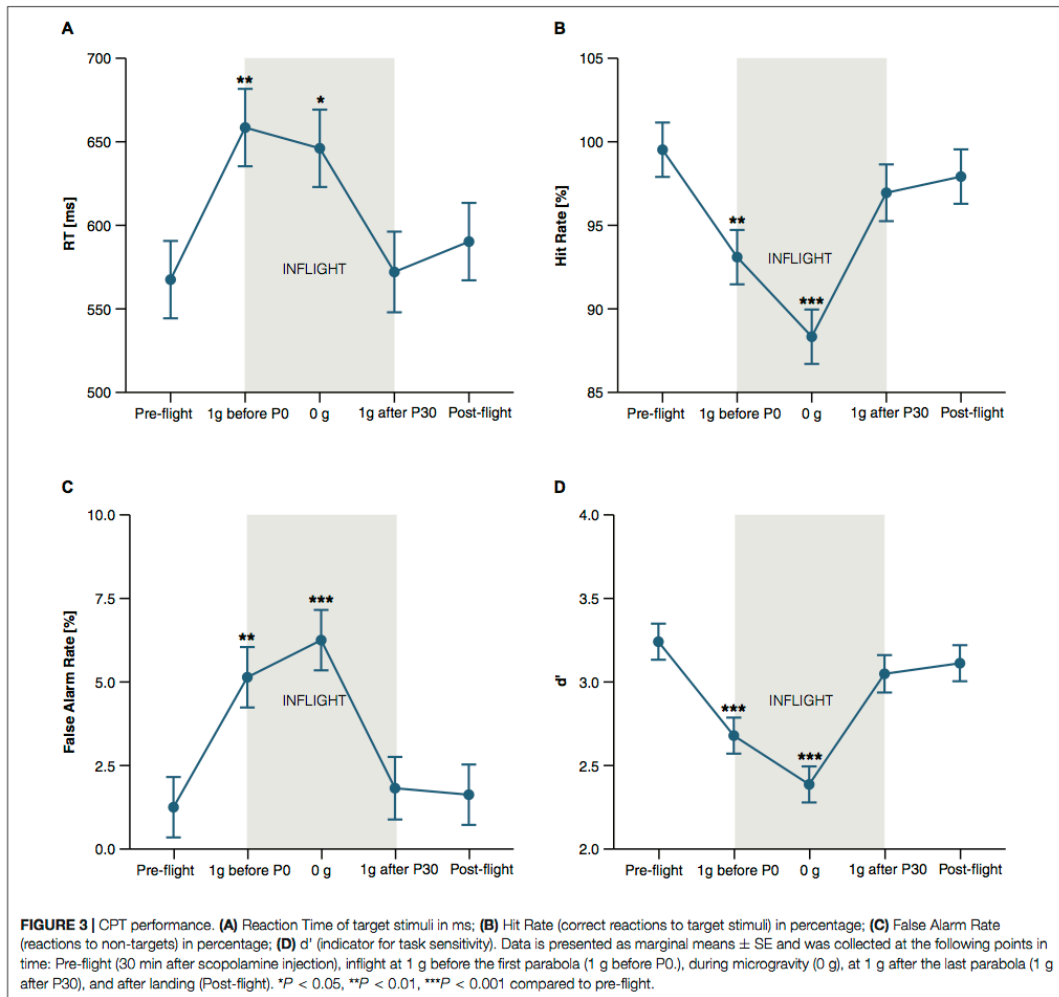 A
700
650
600
550
500
RT [ms]
**
*
INFLIGHT
Pre-flight
1g before P0
0 g
1g after P30
Post-flight
B
105
100
95
90
85
Hit Rate [%]
**
***
INFLIGHT
Pre-flight
1g before P0
0 g
1g after P30
Post-flight
C
10.0
7.5
5.0
2.5
0.0
False Alarm Rate [%]
**
***
INFLIGHT
Pre-flight
1g before P0
0 g
1g after P30
Post-flight
D
4.0
3.5
3.0
2.5
2.0
d'
***
***
INFLIGHT
Pre-flight
1g before P0
0 g
1g after P30
Post-flight
FIGURE 3 | CPT performance. (A) Reaction Time of target stimuli in ms; (B) Hit Rate (correct reactions to target stimuli) in percentage; (C) False Alarm Rate
(reactions to non-targets) in percentage; (D) d' (indicator for task sensitivity). Data is presented as marginal means ± SE and was collected at the following points in
time: Pre-flight (30 min after scopolamine injection), inflight at 1 g before the first parabola (1 g before P0.), during microgravity (0 g), at 1 g after the last parabola (1 g
after P30), and after landing (Post-flight). *P < 0.05, **P < 0.01, ***P < 0.001 compared to pre-flight.